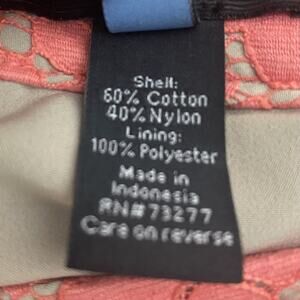 Shell:
60% Cotton
40% Nylon
Lining:
100% Polyester
Made in
Indonesia
RN# 73277
Care on reverse